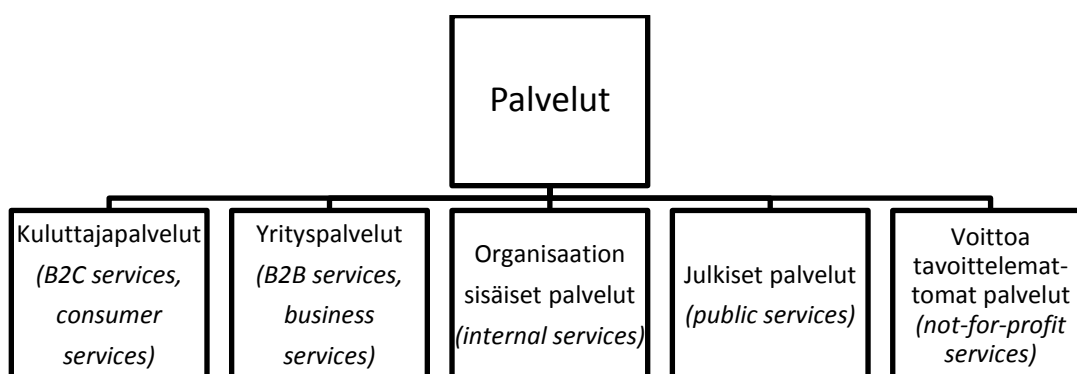 Palvelut
Kuluttajapalvelut
(B2C services,
consumer
services)
Yrityspalvelut
(B2B services,
business
services)
Organisaation
sisäiset palvelut
(internal services)
Julkiset palvelut
(public services)
Voittoa
tavoittelemat-
tomat palvelut
(not-for-profit
services)